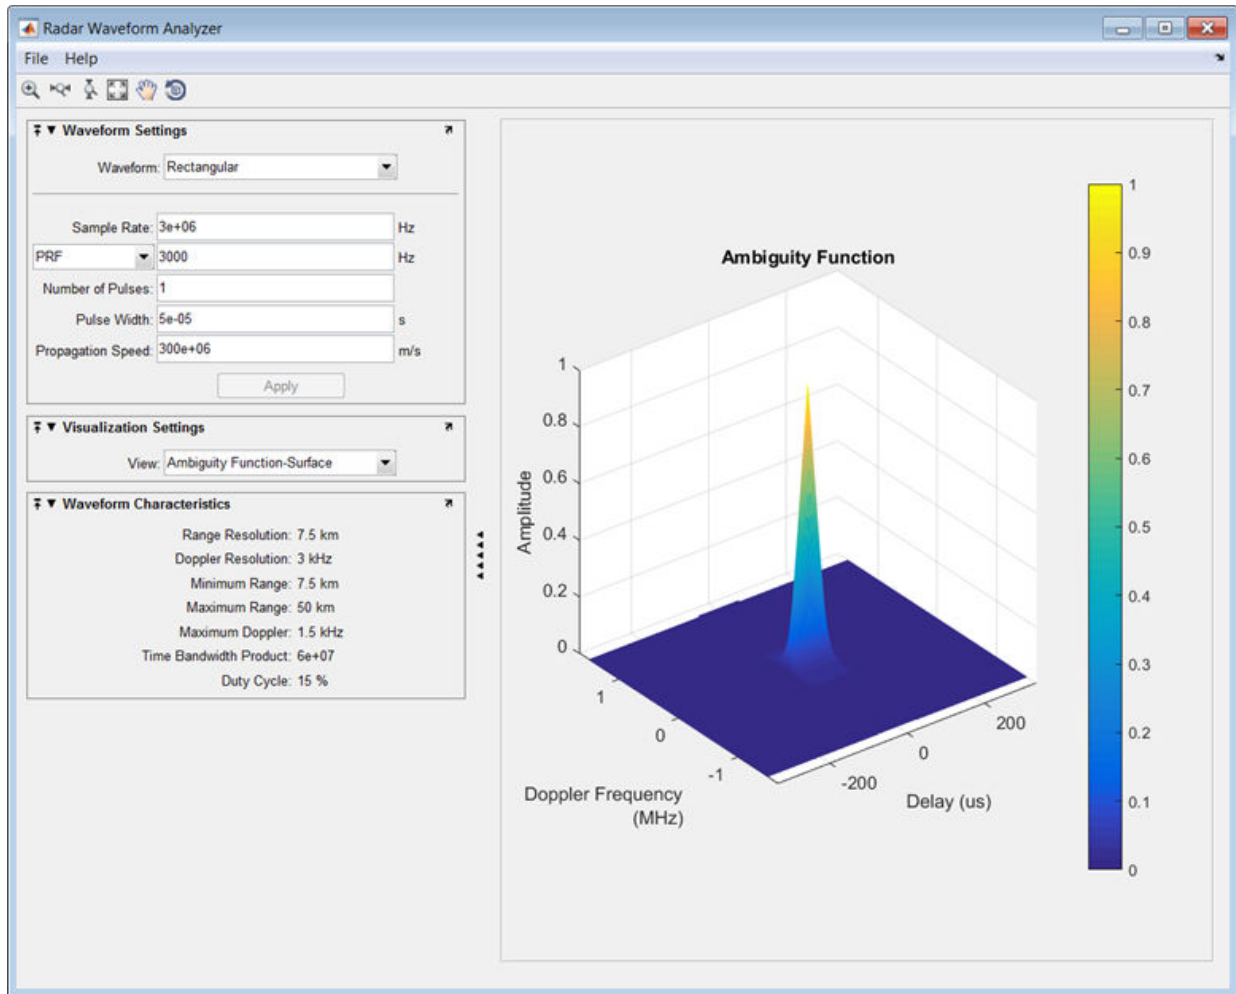 Radar Waveform Analyzer
File Help
Waveform Settings
Waveform: Rectangular
Sample Rate: 3e+06 Hz
PRF 3000 Hz
Number of Pulses: 1
Pulse Width: 5e-05 s
Propagation Speed: 300e+06 m/s
Apply
Visualization Settings
View: Ambiguity Function-Surface
Waveform Characteristics
Range Resolution: 7.5 km
Doppler Resolution: 3 kHz
Minimum Range: 7.5 km
Maximum Range: 50 km
Maximum Doppler: 1.5 kHz
Time Bandwidth Product: 6e+07
Duty Cycle: 15 %
Ambiguity Function
1
0.8
0.6
0.4
0.2
0
Amplitude
1
0
-1
Doppler Frequency
(MHz)
-200
0
200
Delay (us)
1
0.9
0.8
0.7
0.6
0.5
0.4
0.3
0.2
0.1
0